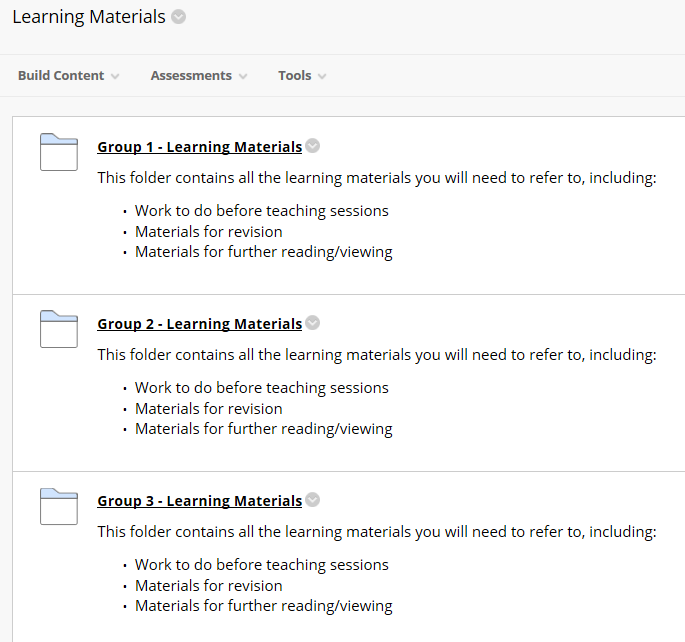 Learning Materials
Build Content
Assessments
Tools
Group 1 - Learning Materials
This folder contains all the learning materials you will need to refer to, including:
• Work to do before teaching sessions
• Materials for revision
• Materials for further reading/viewing
Group 2 - Learning Materials
This folder contains all the learning materials you will need to refer to, including:
• Work to do before teaching sessions
• Materials for revision
• Materials for further reading/viewing
Group 3 - Learning Materials
This folder contains all the learning materials you will need to refer to, including:
• Work to do before teaching sessions
• Materials for revision
• Materials for further reading/viewing